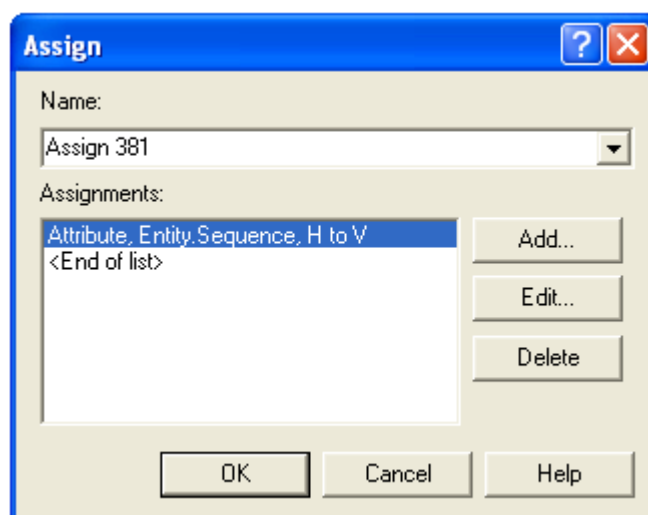 Assign
Name:
Assign 381
Assignments:
Attribute, Entity.Sequence, H to V
<End of list>
Add...
Edit...
Delete
OK
Cancel
Help